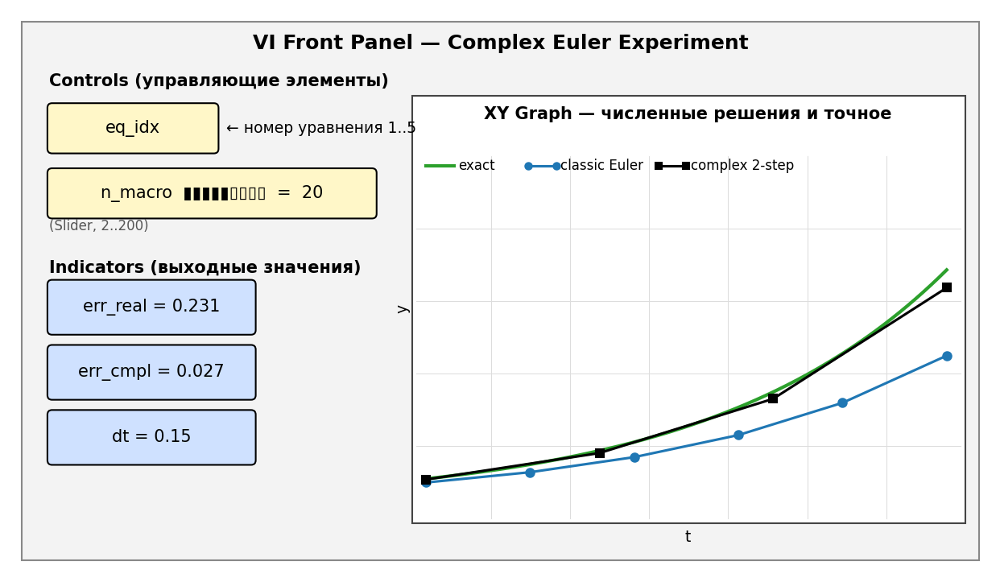 VI Front Panel — Complex Euler Experiment
Controls (управляющие элементы)
eq_idx
← номер уравнения 1..5
n_macro ▮▮▮▮▮▯▯▯▯ = 20
(Slider, 2..200)
Indicators (выходные значения)
err_real = 0.231
err_cmpl = 0.027
dt = 0.15
XY Graph — численные решения и точное
exact
classic Euler
complex 2-step
y
t